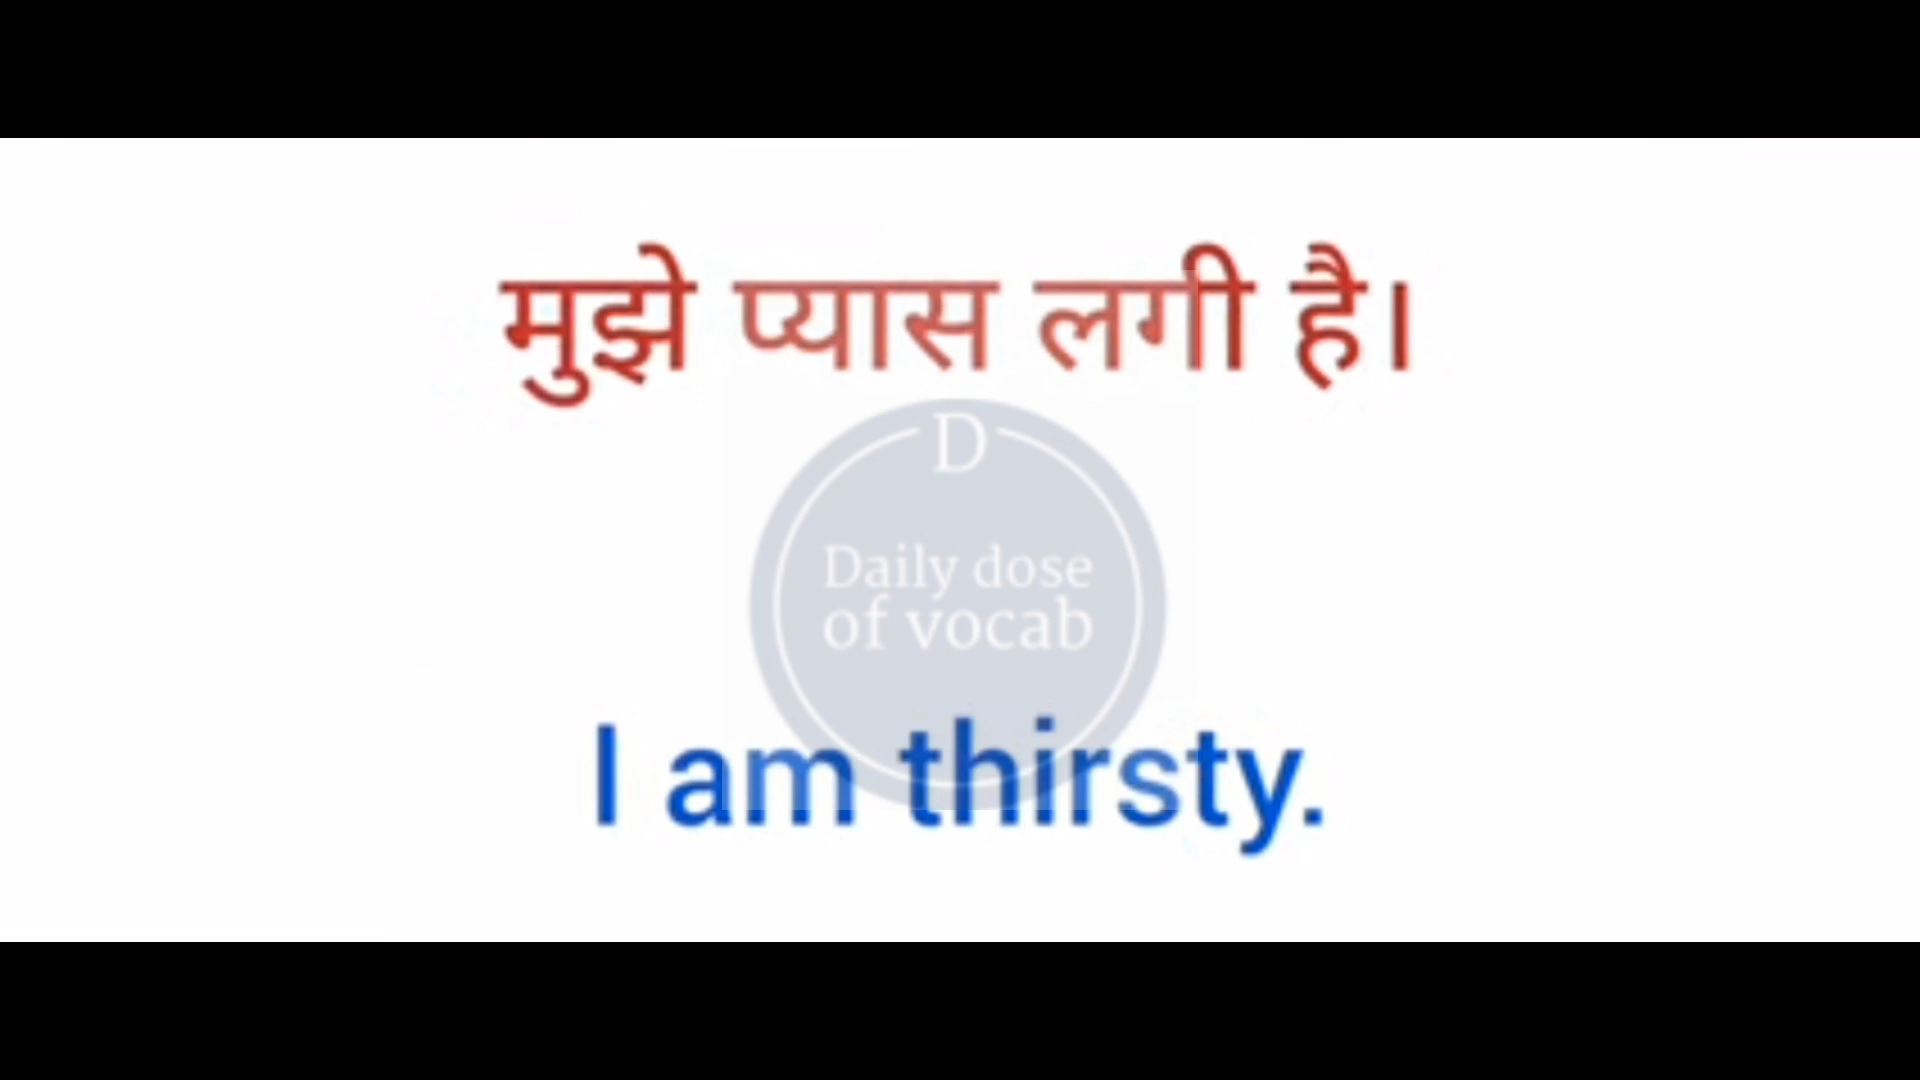 मुझे प्यास लगी है।
D
Daily dose
of vocab
I am thirsty.